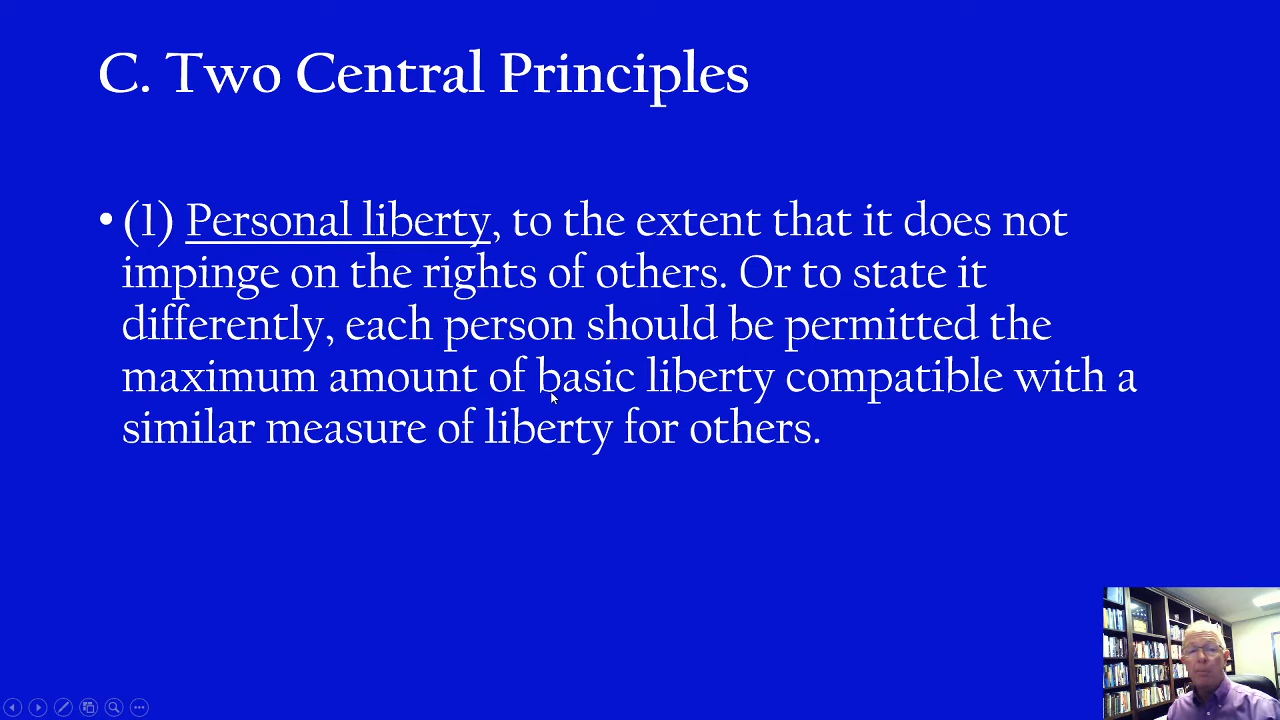 C. Two Central Principles
• (1) Personal liberty, to the extent that it does not
impinge on the rights of others. Or to state it
differently, each person should be permitted the
maximum amount of basic liberty compatible with a
similar measure of liberty for others.